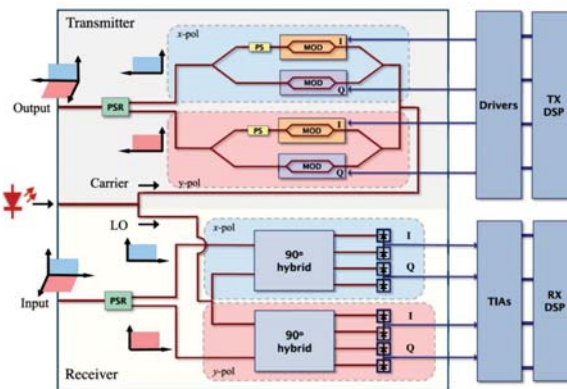 Transmitter
x-pol
PS
MOD
I
MOD
Q
Output
PSR
PS
MOD
I
MOD
Q
y-pol
Drivers
TX
DSP
Carrier
LO
x-pol
90° hybrid
I
Q
Input
PSR
90° hybrid
I
Q
y-pol
Receiver
TIAs
RX
DSP